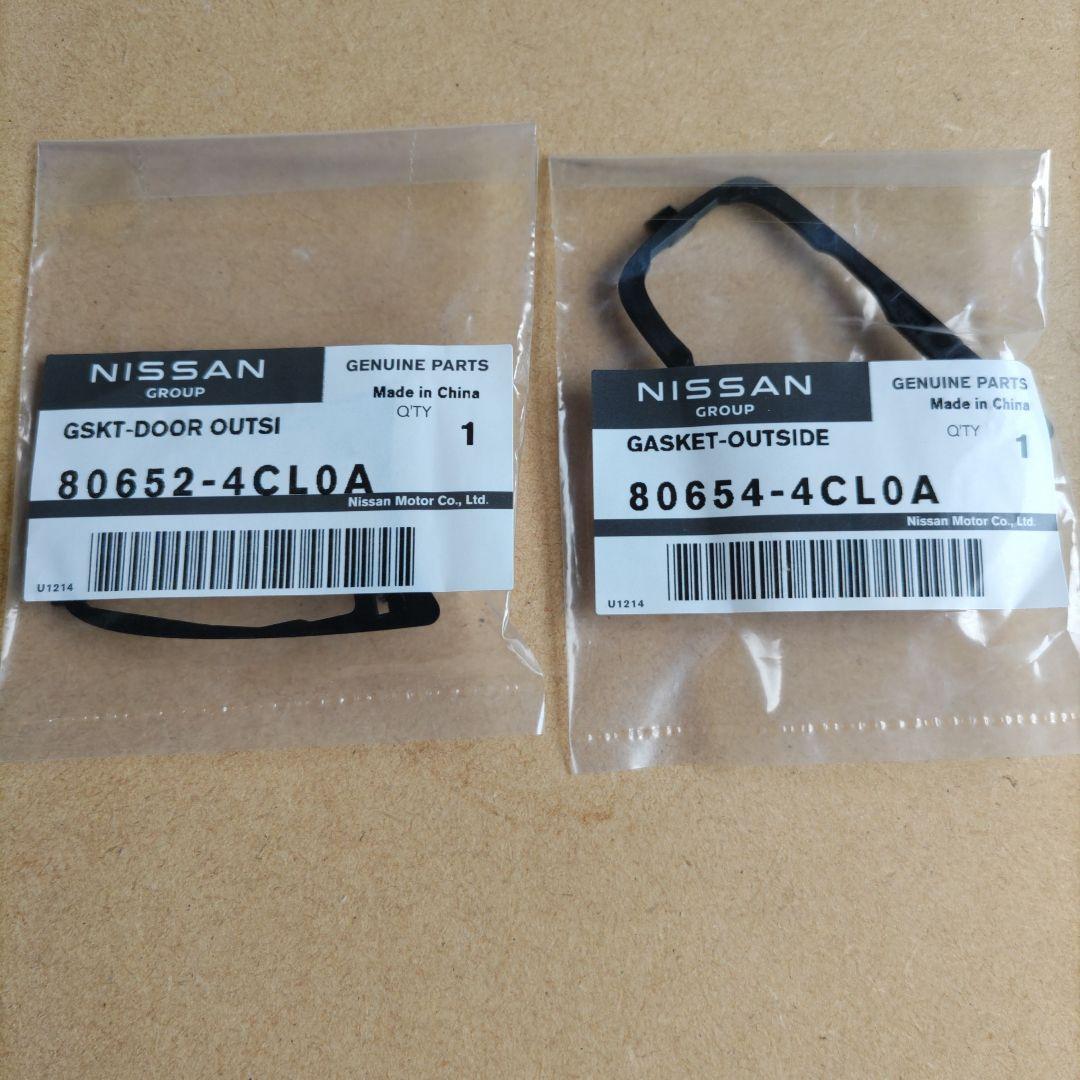 NISSAN
GROUP
GENUINE PARTS
Made in China
Q'TY
1
GSKT-DOOR OUTSI
80652-4CL0A
Nissan Motor Co., Ltd.
U1214
NISSAN
GROUP
GENUINE PARTS
Made in China
Q'TY
1
GASKET-OUTSIDE
80654-4CL0A
Nissan Motor Co., Ltd.
U1214